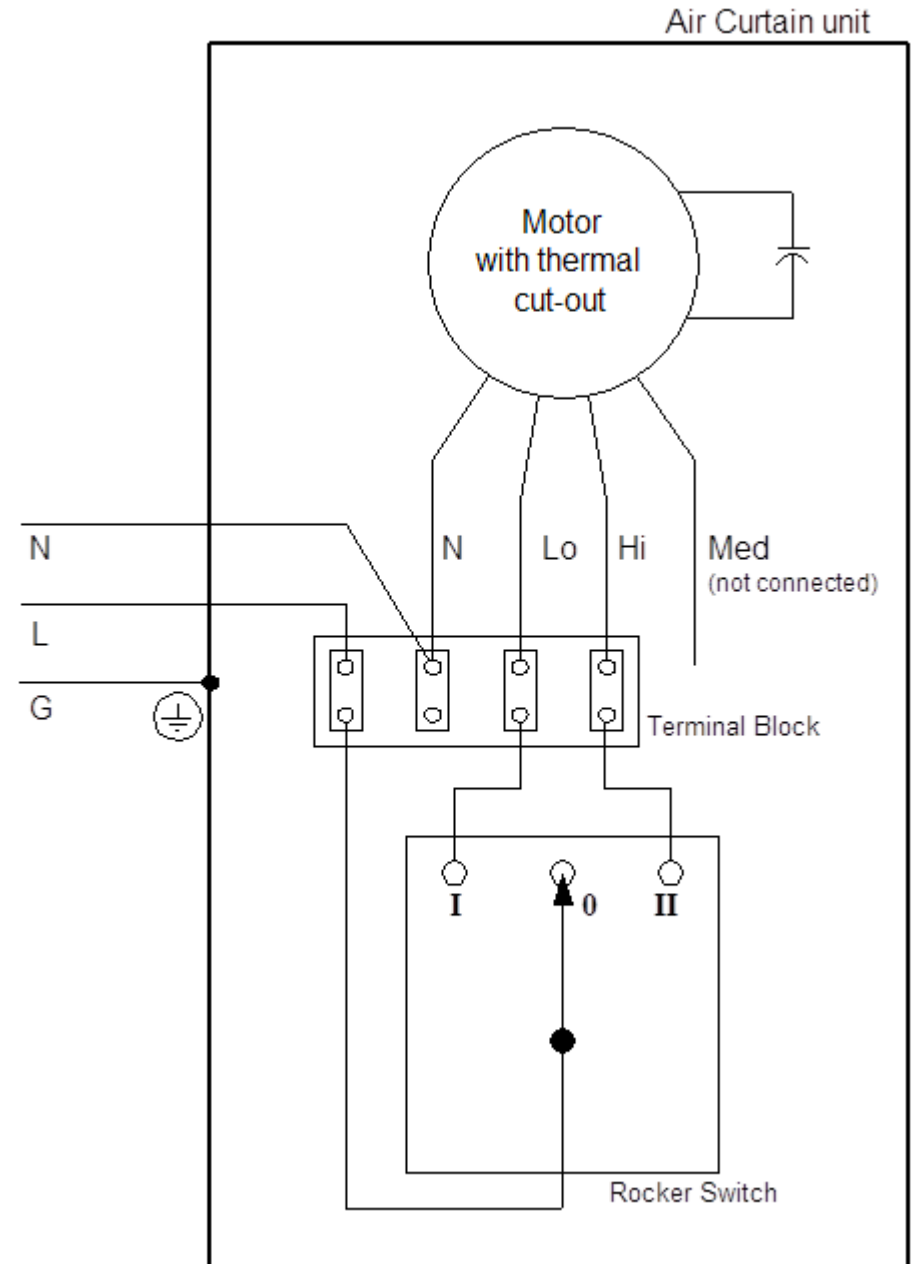 Air Curtain unit
Motor
with thermal
cut-out
N
N
Lo
Hi
Med
(not connected)
L
G
Terminal Block
I
0
II
Rocker Switch